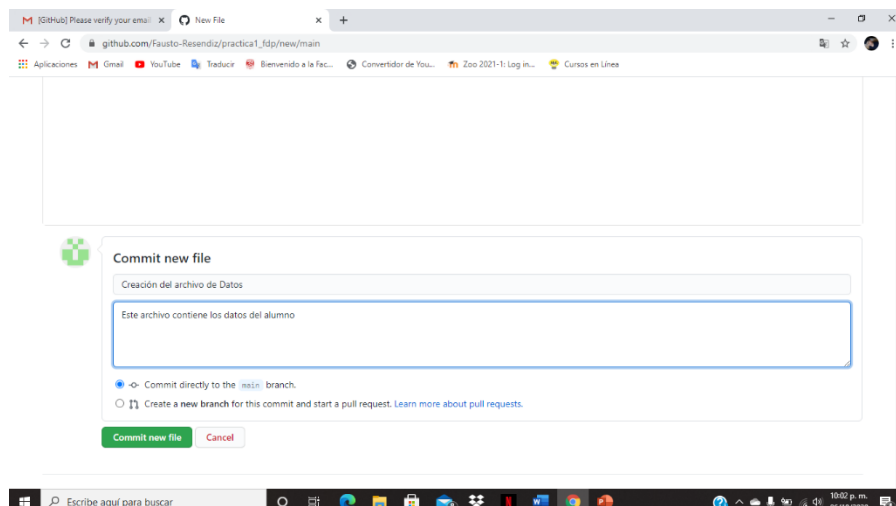 [GitHub] Please verify your email
New File
github.com/Fausto-Resendiz/practica1_fdp/new/main
Aplicaciones Gmail YouTube Traducir Bienvenido a la Fac... Convertidor de You... Zoo 2021-1: Log in... Cursos en Línea
Commit new file
Creación del archivo de Datos
Este archivo contiene los datos del alumno
Commit directly to the main branch.
Create a new branch for this commit and start a pull request. Learn more about pull requests.
Commit new file Cancel
Escribe aquí para buscar
10:02 p. m.